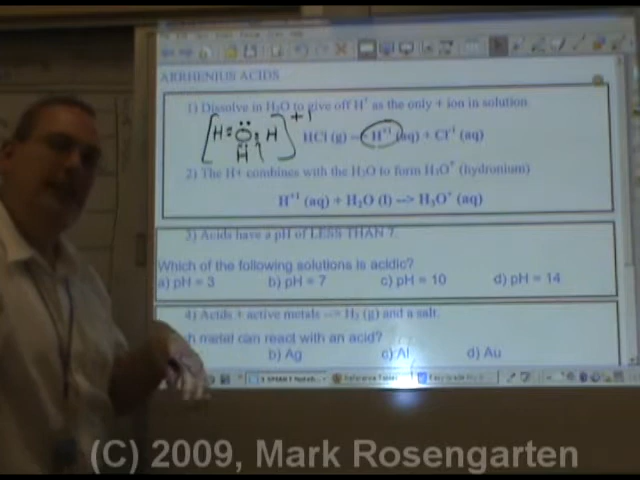 ARRHENIUS ACIDS
1) Dissolve in H₂O to give off H⁺ as the only + ion in solution
[H : O : H H]⁺¹ HCl (g) --> H⁺¹ (aq) + Cl⁻¹ (aq)
2) The H+ combines with the H₂O to form H₃O⁺ (hydronium)
H⁺¹ (aq) + H₂O (l) --> H₃O⁺ (aq)
3) Acids have a pH of LESS THAN 7.
Which of the following solutions is acidic?
a) pH = 3 b) pH = 7 c) pH = 10 d) pH = 14
4) Acids + active metals --> H₂ (g) and a salt.
h metal can react with an acid?
b) Ag c) Al d) Au
(C) 2009, Mark Rosengarten